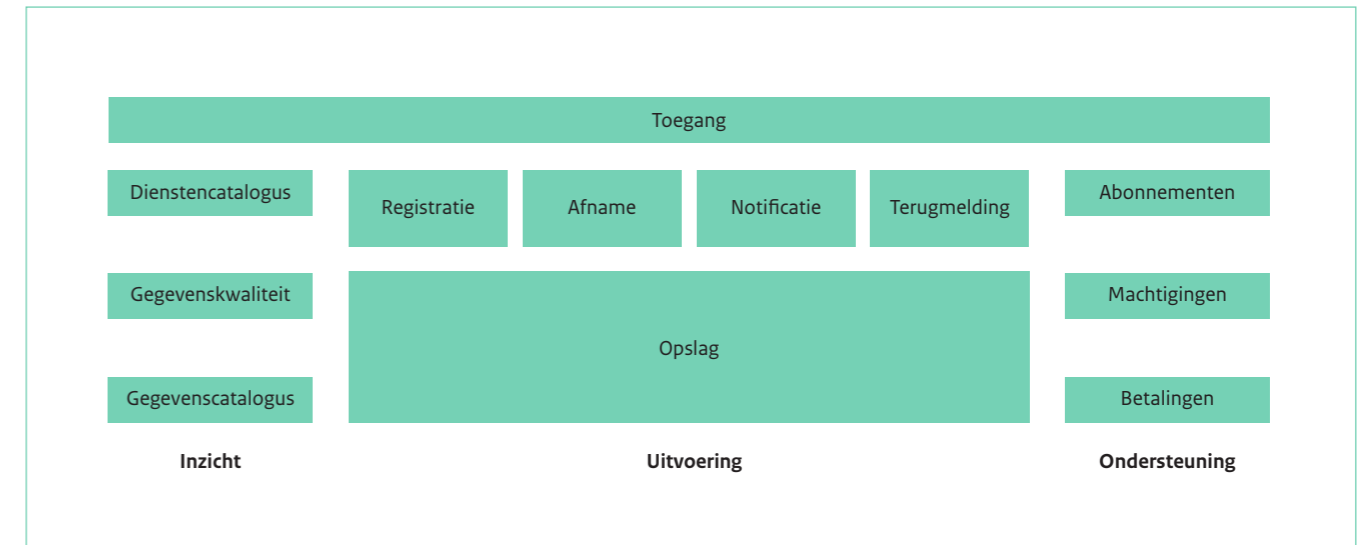 Toegang
Dienstencatalogus
Registratie
Afname
Notificatie
Terugmelding
Abonnementen
Gegevenskwaliteit
Opslag
Machtigingen
Gegevenscatalogus
Betalingen
Inzicht
Uitvoering
Ondersteuning